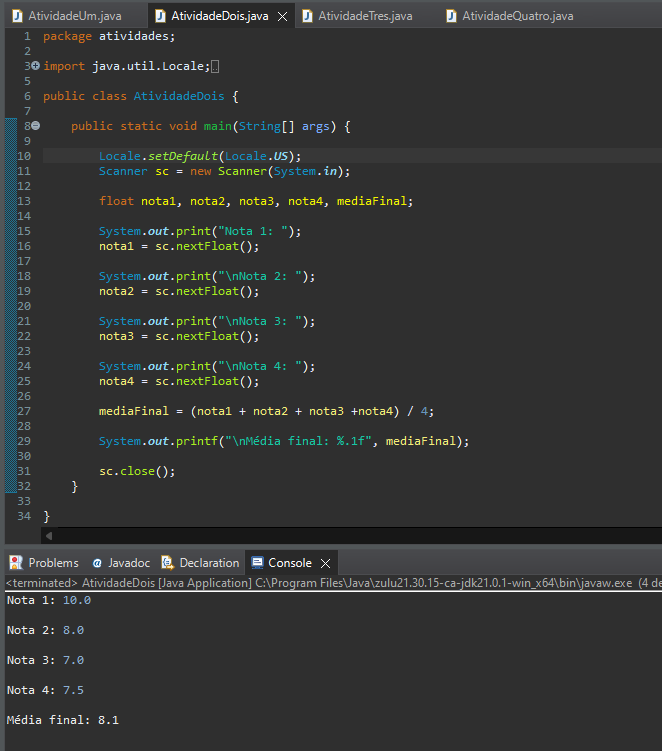 AtividadeUm.java AtividadeDois.java AtividadeTres.java AtividadeQuatro.java
1 package atividades;
2
3 import java.util.Locale;
5
6 public class AtividadeDois {
7
8 public static void main(String[] args) {
9
10 Locale.setDefault(Locale.US);
11 Scanner sc = new Scanner(System.in);
12
13 float nota1, nota2, nota3, nota4, mediaFinal;
14
15 System.out.print("Nota 1: ");
16 nota1 = sc.nextFloat();
17
18 System.out.print("\nNota 2: ");
19 nota2 = sc.nextFloat();
20
21 System.out.print("\nNota 3: ");
22 nota3 = sc.nextFloat();
23
24 System.out.print("\nNota 4: ");
25 nota4 = sc.nextFloat();
26
27 mediaFinal = (nota1 + nota2 + nota3 +nota4) / 4;
28
29 System.out.printf("\nMédia final: %.1f", mediaFinal);
30
31 sc.close();
32 }
33
34 }
Problems Javadoc Declaration Console
<terminated> AtividadeDois [Java Application] C:\Program Files\Java\zulu21.30.15-ca-jdk21.0.1-win_x64\bin\javaw.exe (4 de
Nota 1: 10.0
Nota 2: 8.0
Nota 3: 7.0
Nota 4: 7.5
Média final: 8.1